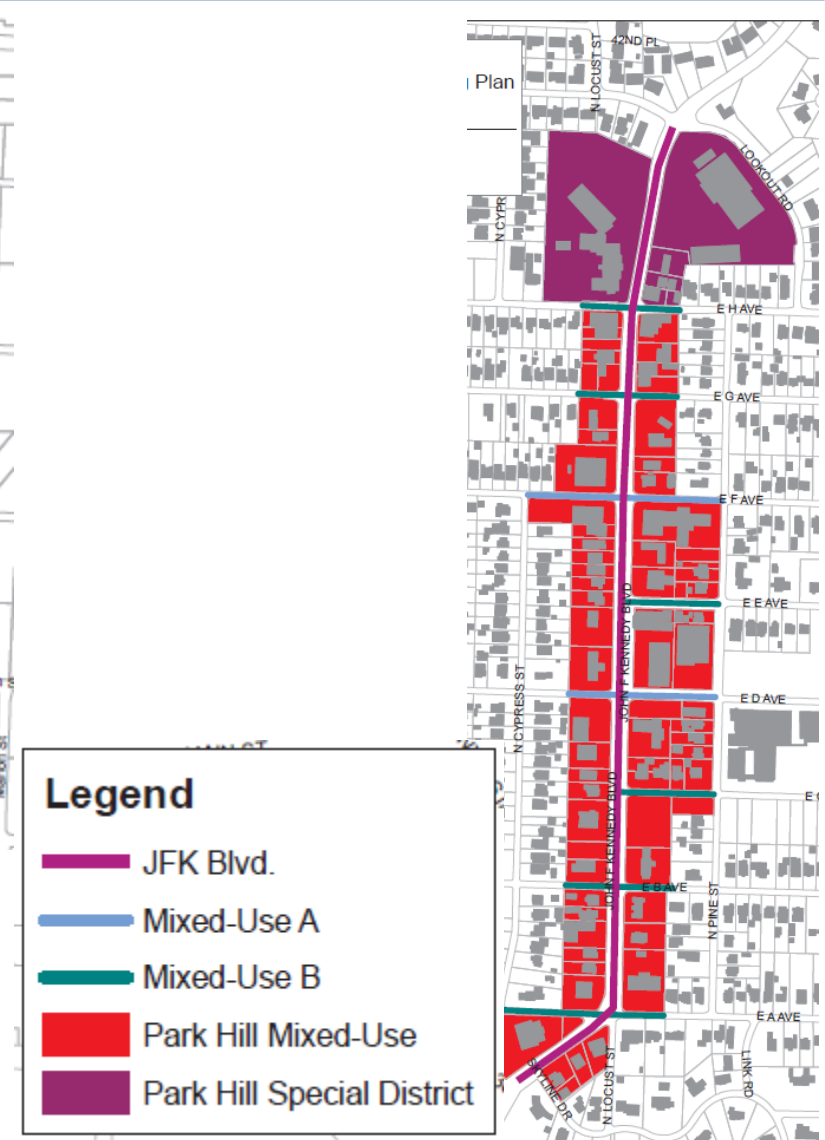 42ND PL
N LOCUST ST
Plan
LOOKOUT RD
N CYPR
E H AVE
E G AVE
E F AVE
E E AVE
JOHN F KENNEDY BLVD
N CYPRESS ST
E D AVE
JOHN F KENNEDY BLVD
E B AVE
N PINE ST
E A AVE
SKYLINE DR
N LOCUST ST
LINK RD
Legend
JFK Blvd.
Mixed-Use A
Mixed-Use B
Park Hill Mixed-Use
Park Hill Special District